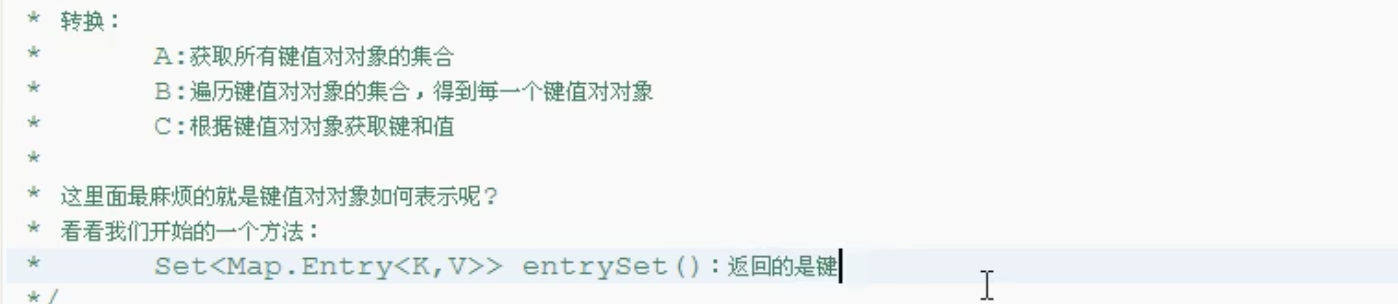 * 转换：
* A:获取所有键值对对象的集合
* B:遍历键值对对象的集合，得到每一个键值对对象
* C:根据键值对对象获取键和值
*
* 这里面最麻烦的就是键值对对象如何表示呢？
* 看看我们开始的一个方法：
* Set<Map.Entry<K,V>> entrySet()：返回的是键
*/